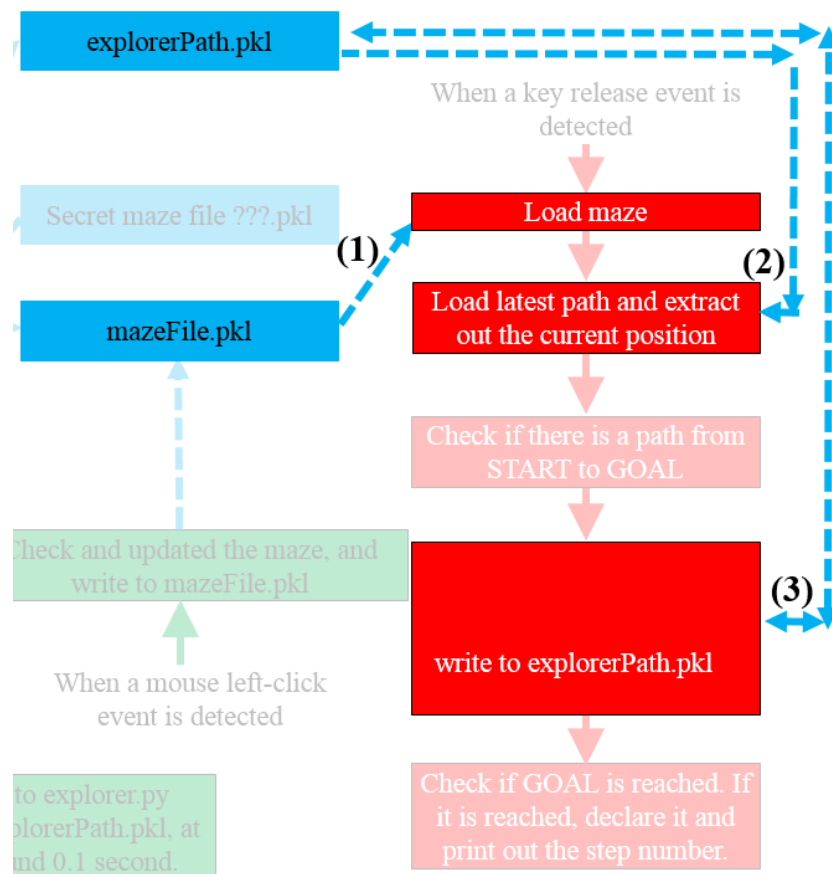 explorerPath.pkl
When a key release event is
detected
Secret maze file ???.pkl
Load maze
(1)
(2)
Load latest path and extract
out the current position
mazeFile.pkl
Check if there is a path from
START to GOAL
Check and updated the maze, and
write to mazeFile.pkl
(3)
write to explorerPath.pkl
When a mouse left-click
event is detected
Check if GOAL is reached. If
it is reached, declare it and
print out the step number.
to explorer.py
plorerPath.pkl, at
und 0.1 second.